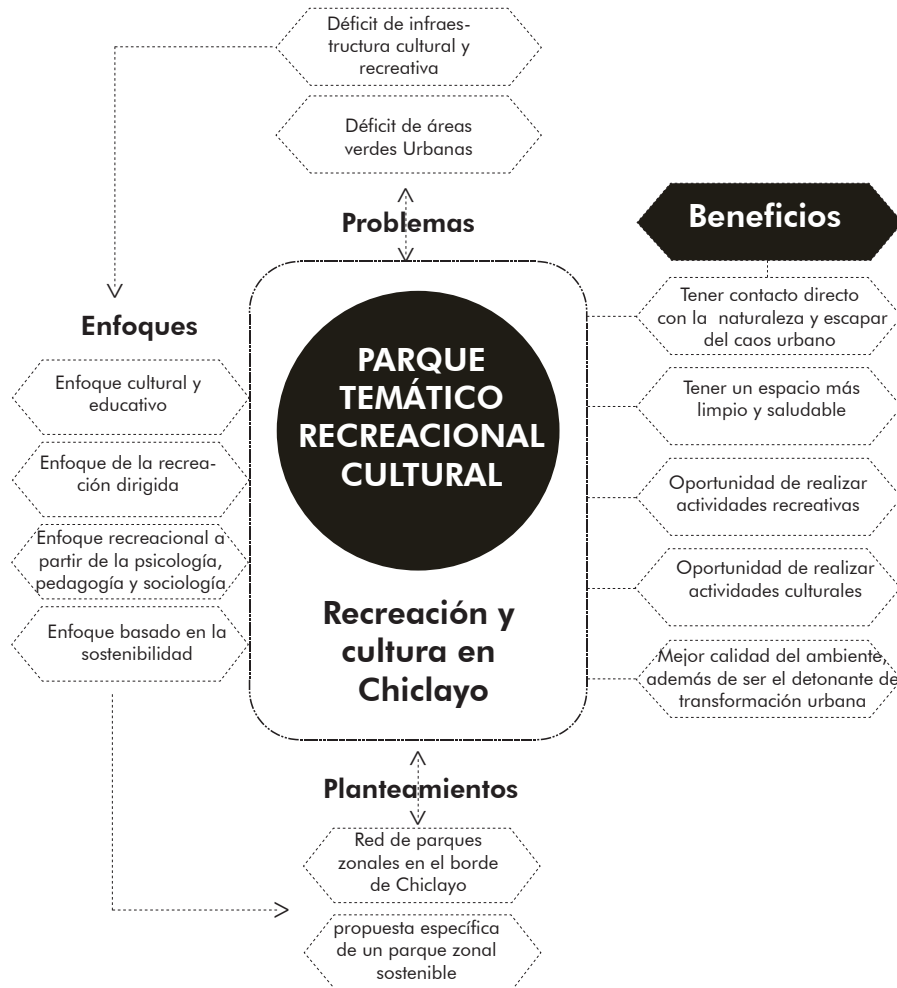 Déficit de infraes-
tructura cultural y
recreativa
Déficit de áreas
verdes Urbanas
Problemas
Enfoques
Enfoque cultural y
educativo
Enfoque de la recrea-
ción dirigida
Enfoque recreacional a
partir de la psicología,
pedagogía y sociología
Enfoque basado en la
sostenibilidad
PARQUE
TEMÁTICO
RECREACIONAL
CULTURAL
Recreación y
cultura en
Chiclayo
Beneficios
Tener contacto directo
con la naturaleza y escapar
del caos urbano
Tener un espacio más
limpio y saludable
Oportunidad de realizar
actividades recreativas
Oportunidad de realizar
actividades culturales
Mejor calidad del ambiente,
además de ser el detonante de
transformación urbana
Planteamientos
Red de parques
zonales en el borde
de Chiclayo
propuesta específica
de un parque zonal
sostenible